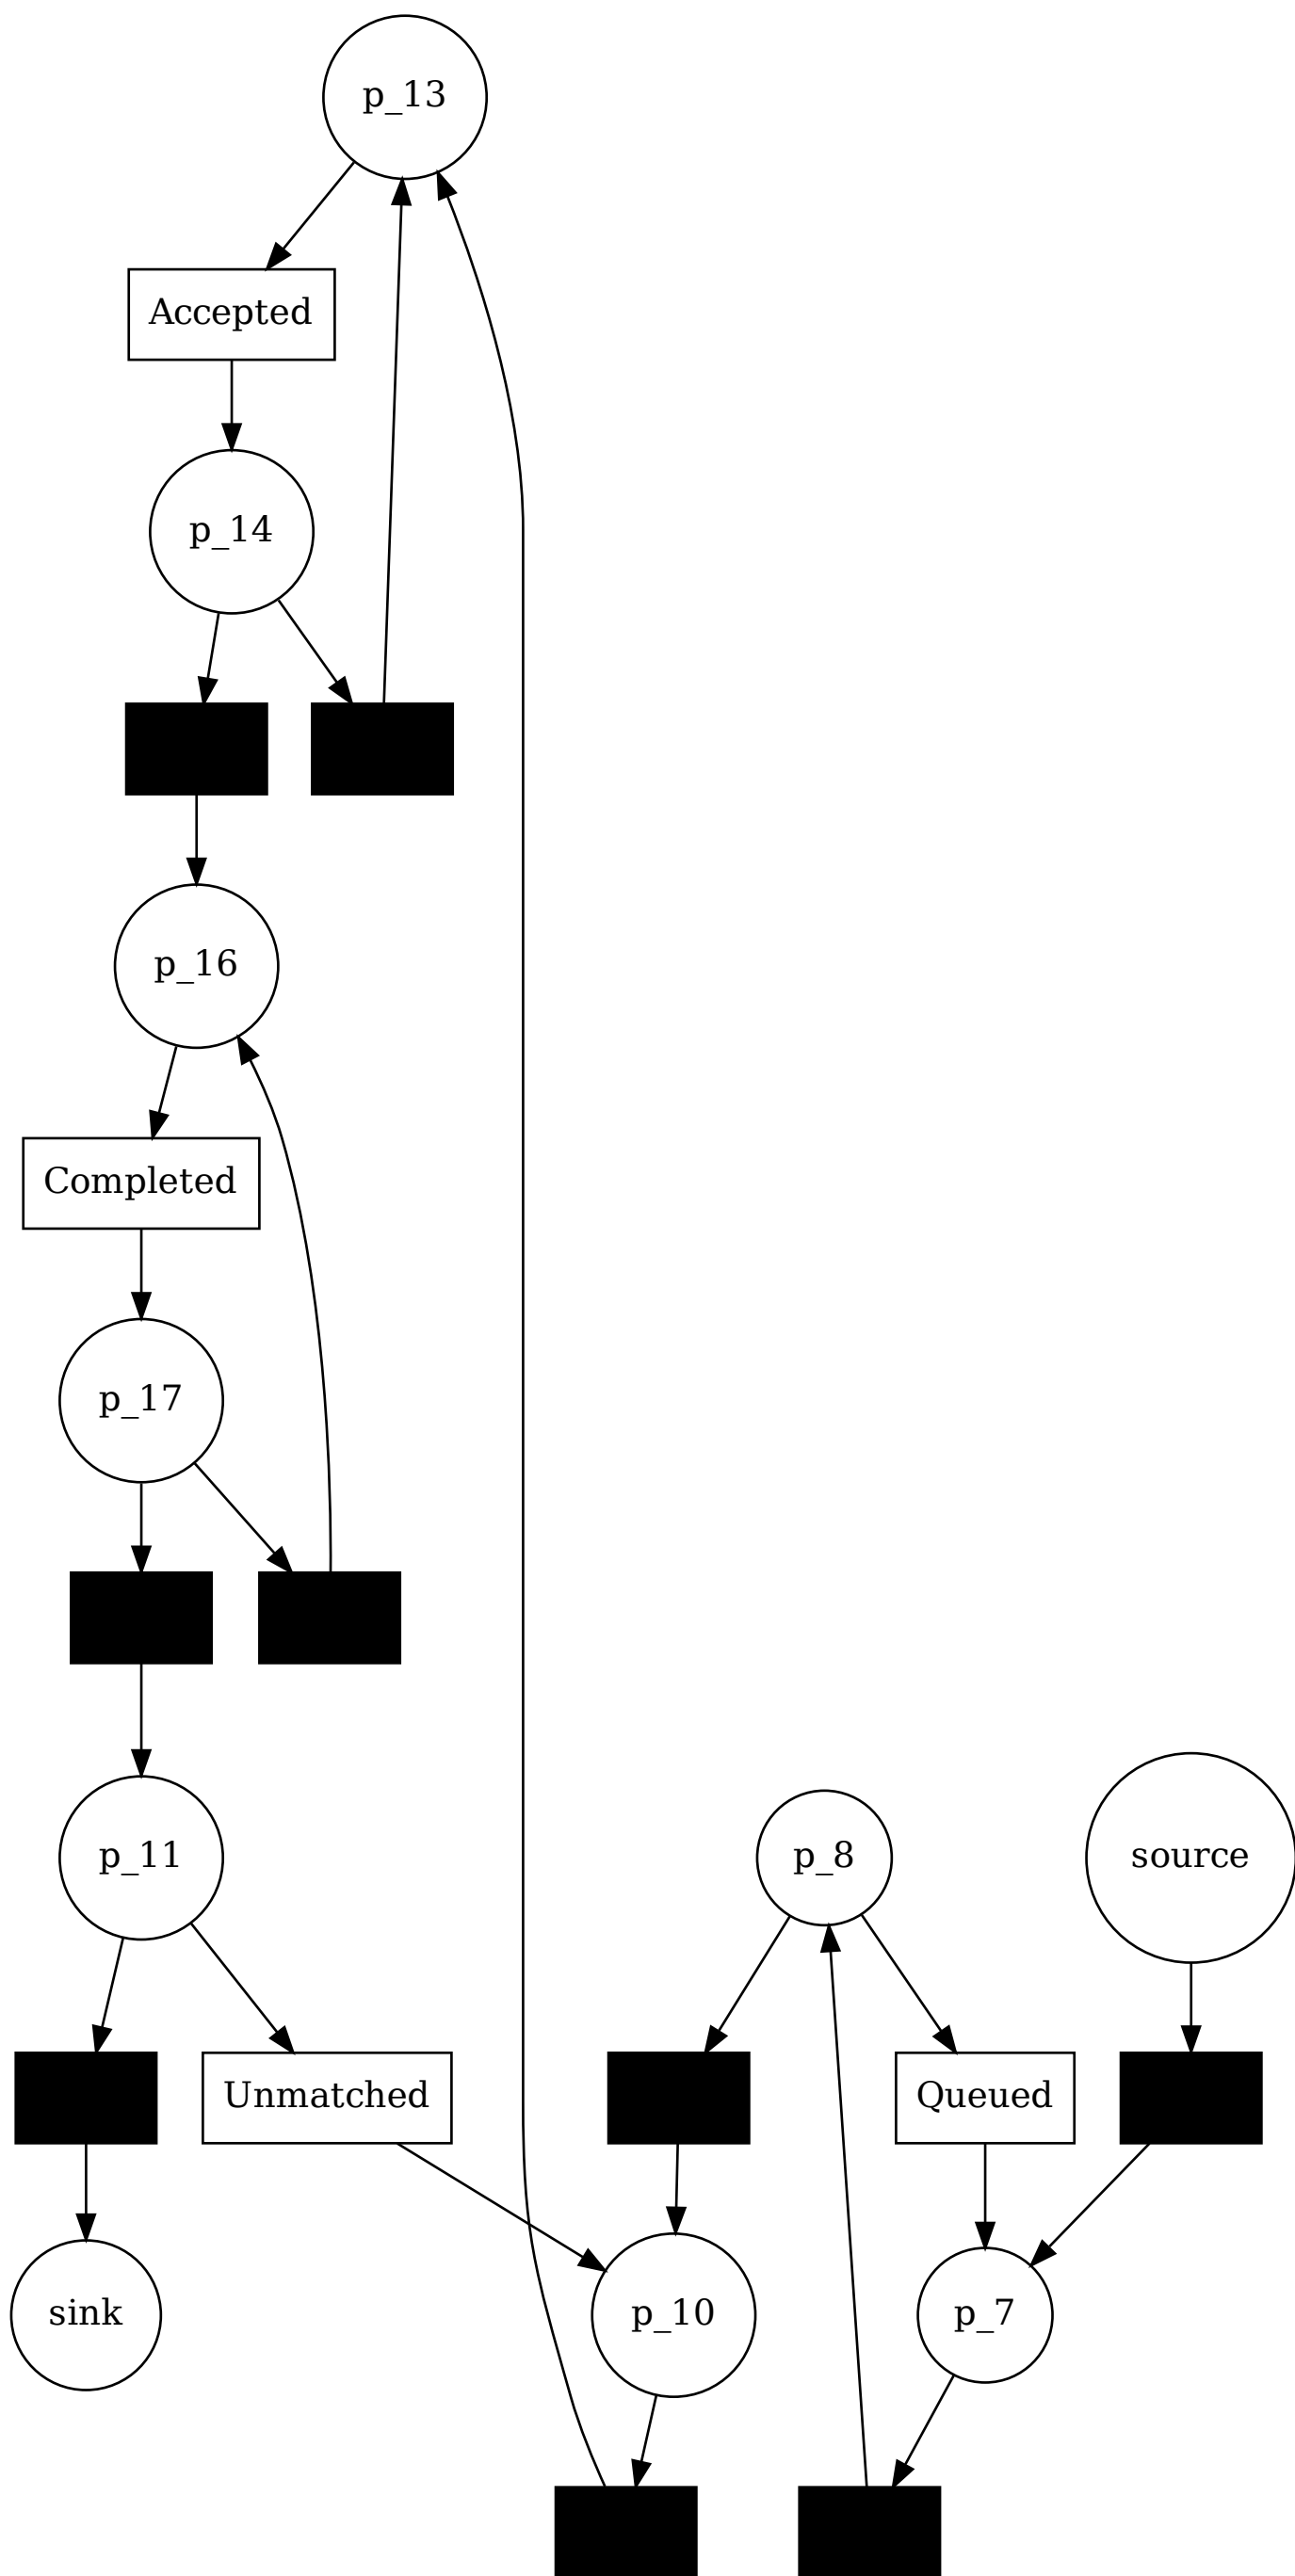 p_13
Accepted
p_14
p_16
Completed
p_17
p_11
p_8
source
Unmatched
Queued
sink
p_10
p_7